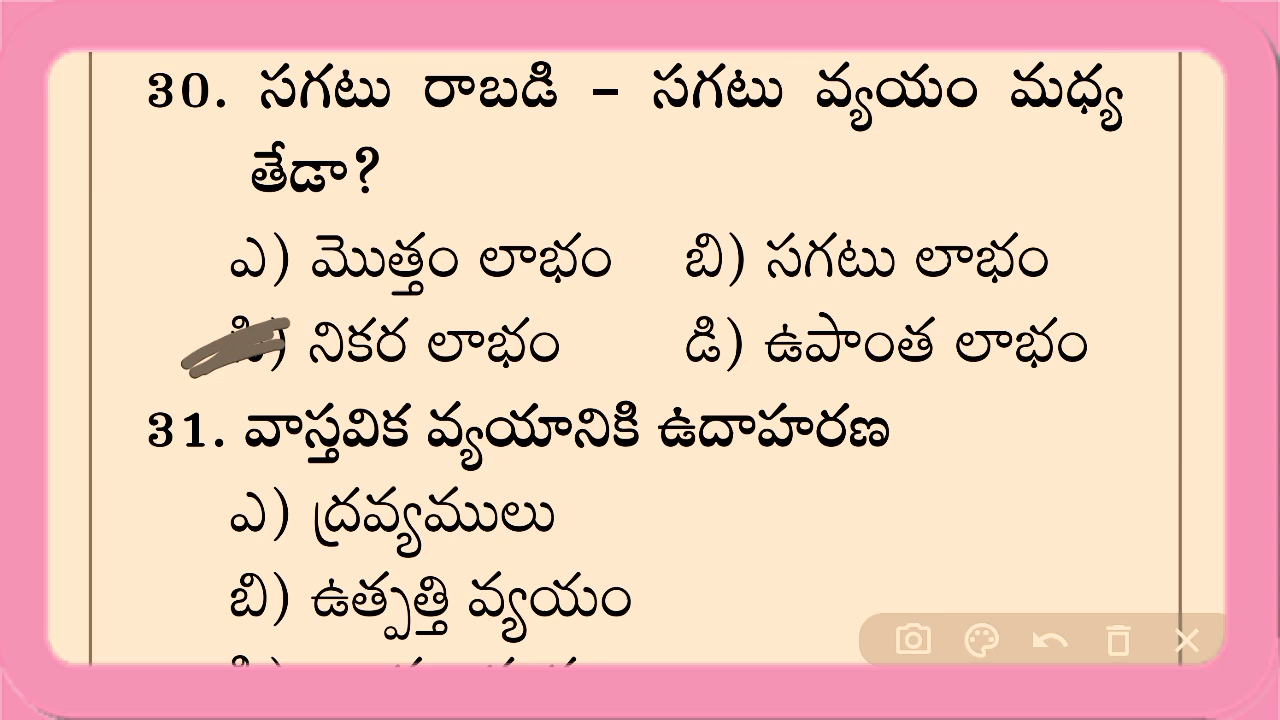 30. సగటు రాబడి – సగటు వ్యయం మధ్య
తేడా?
ఎ) మొత్తం లాభం బి) సగటు లాభం
నికర లాభం డి) ఉపాంత లాభం
31. వాస్తవిక వ్యయానికి ఉదాహరణ
ఎ) ద్రవ్యములు
బి) ఉత్పత్తి వ్యయం